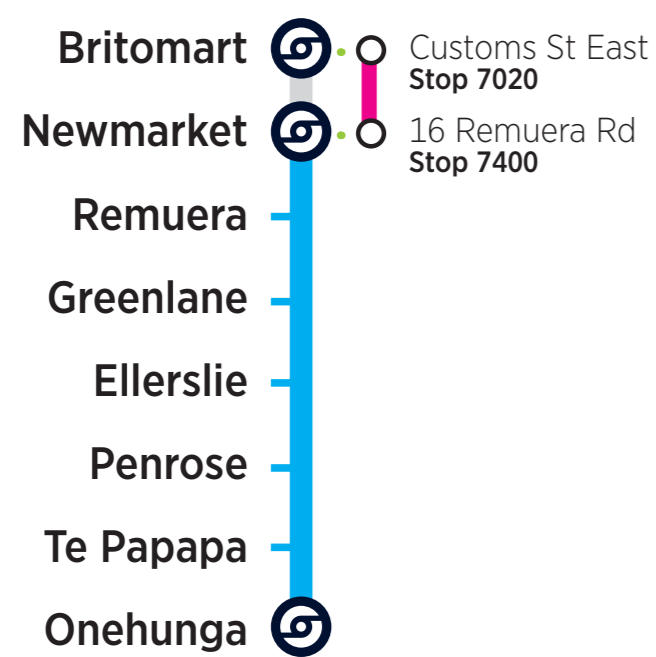 Britomart
Customs St East
Stop 7020
Newmarket
16 Remuera Rd
Stop 7400
Remuera
Greenlane
Ellerslie
Penrose
Te Papapa
Onehunga